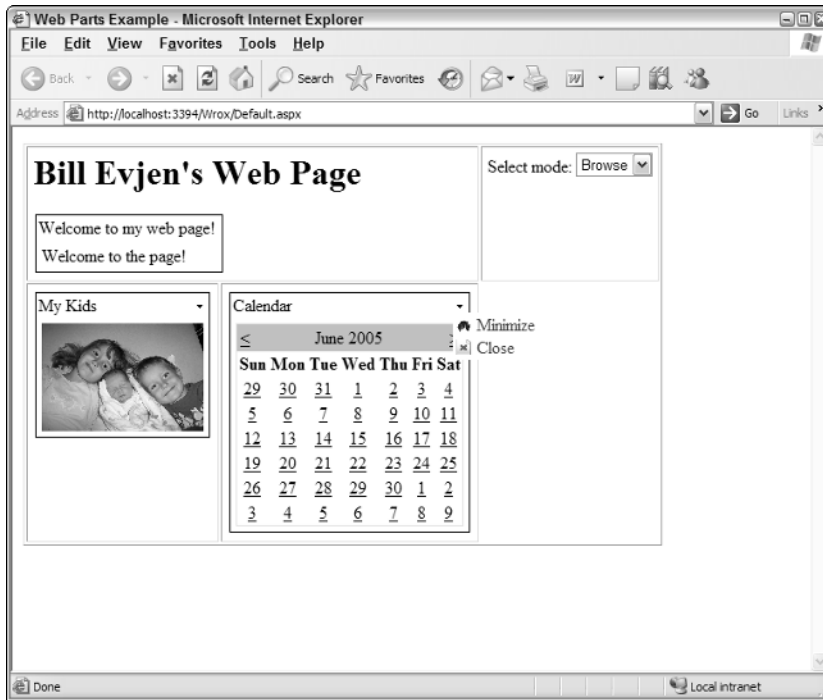 Web Parts Example - Microsoft Internet Explorer
File Edit View Favorites Tools Help
Back Search Favorites
Address http://localhost:3394/Wrox/Default.aspx Go Links
Bill Evjen's Web Page
Select mode: Browse
Welcome to my web page!
Welcome to the page!
My Kids
Calendar
Minimize
Close
< June 2005 >
Sun Mon Tue Wed Thu Fri Sat
29 30 31 1 2 3 4
5 6 7 8 9 10 11
12 13 14 15 16 17 18
19 20 21 22 23 24 25
26 27 28 29 30 1 2
3 4 5 6 7 8 9
Done Local intranet